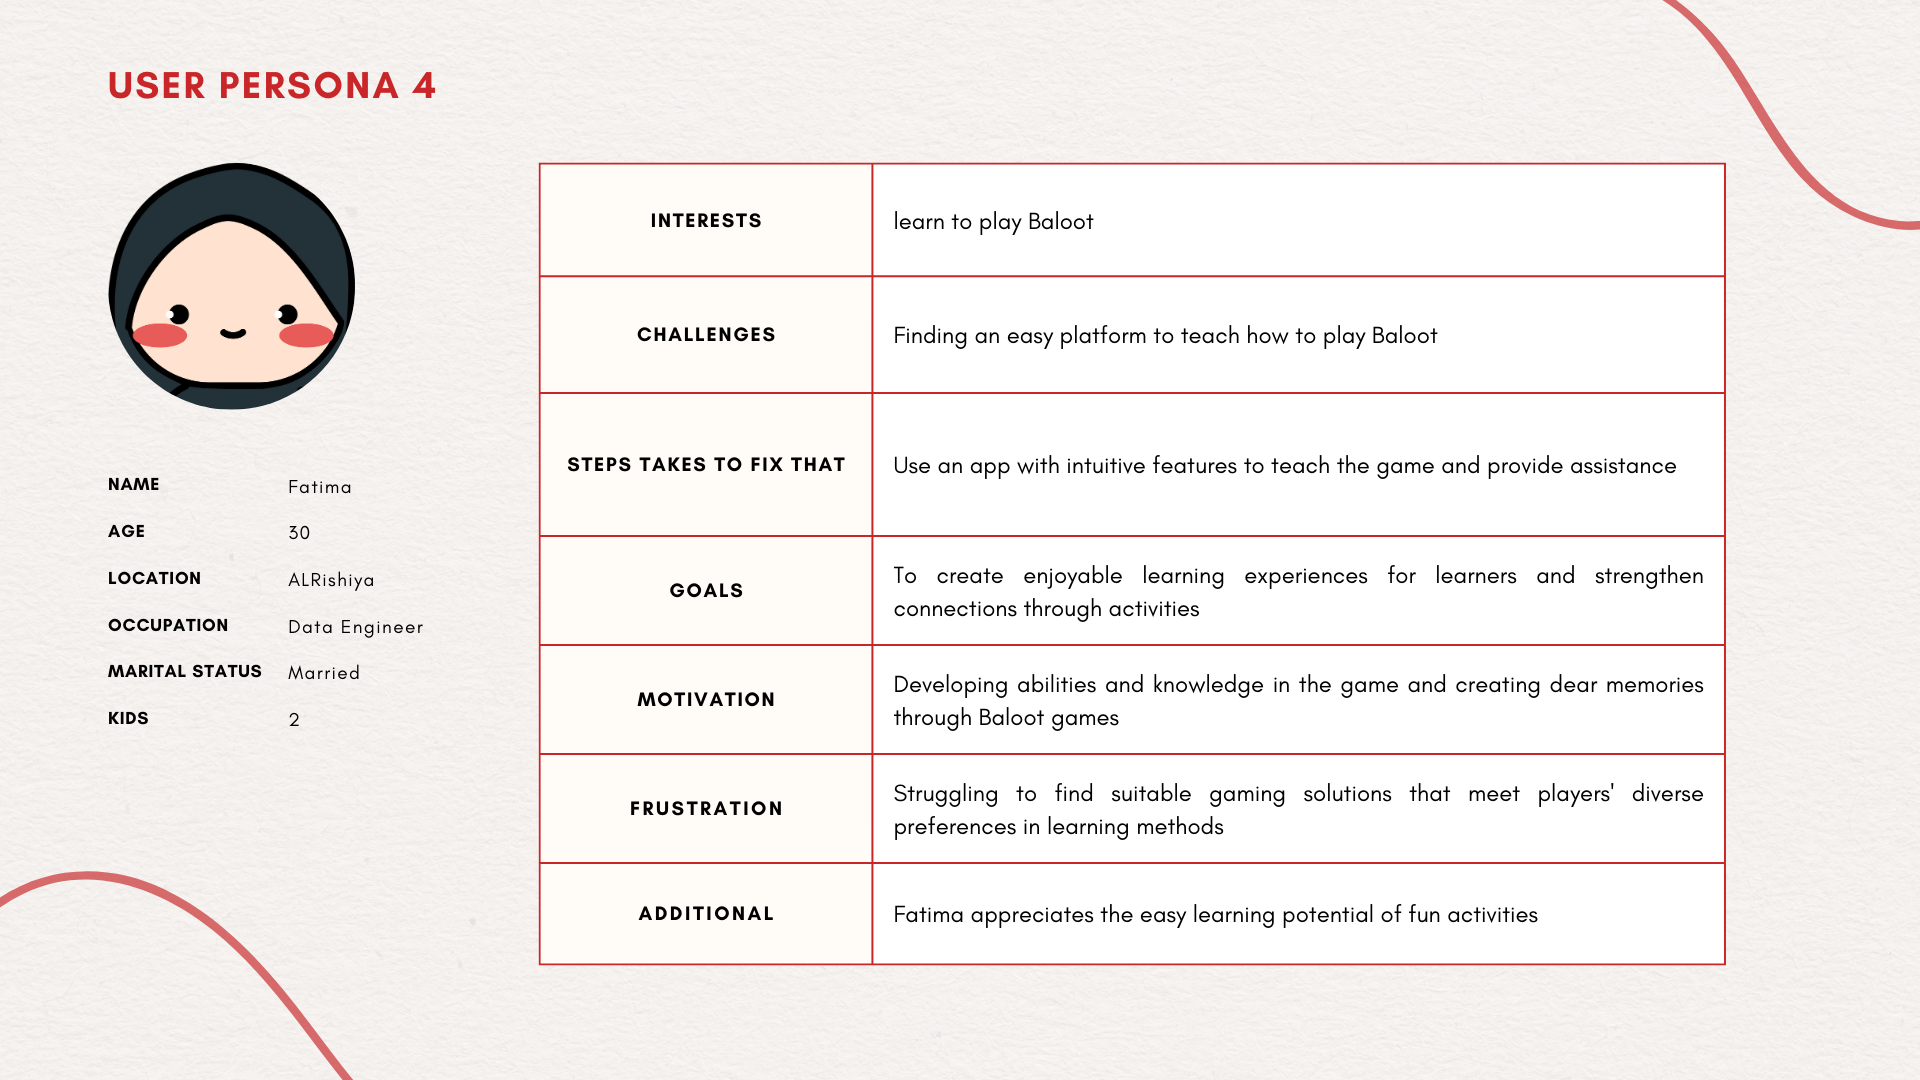 USER PERSONA 4
NAME Fatima
AGE 30
LOCATION ALRishiya
OCCUPATION Data Engineer
MARITAL STATUS Married
KIDS 2
INTERESTS learn to play Baloot
CHALLENGES Finding an easy platform to teach how to play Baloot
STEPS TAKES TO FIX THAT Use an app with intuitive features to teach the game and provide assistance
GOALS
To create enjoyable learning experiences for learners and strengthen
connections through activities
MOTIVATION
Developing abilities and knowledge in the game and creating dear memories
through Baloot games
FRUSTRATION
Struggling to find suitable gaming solutions that meet players' diverse
preferences in learning methods
ADDITIONAL Fatima appreciates the easy learning potential of fun activities